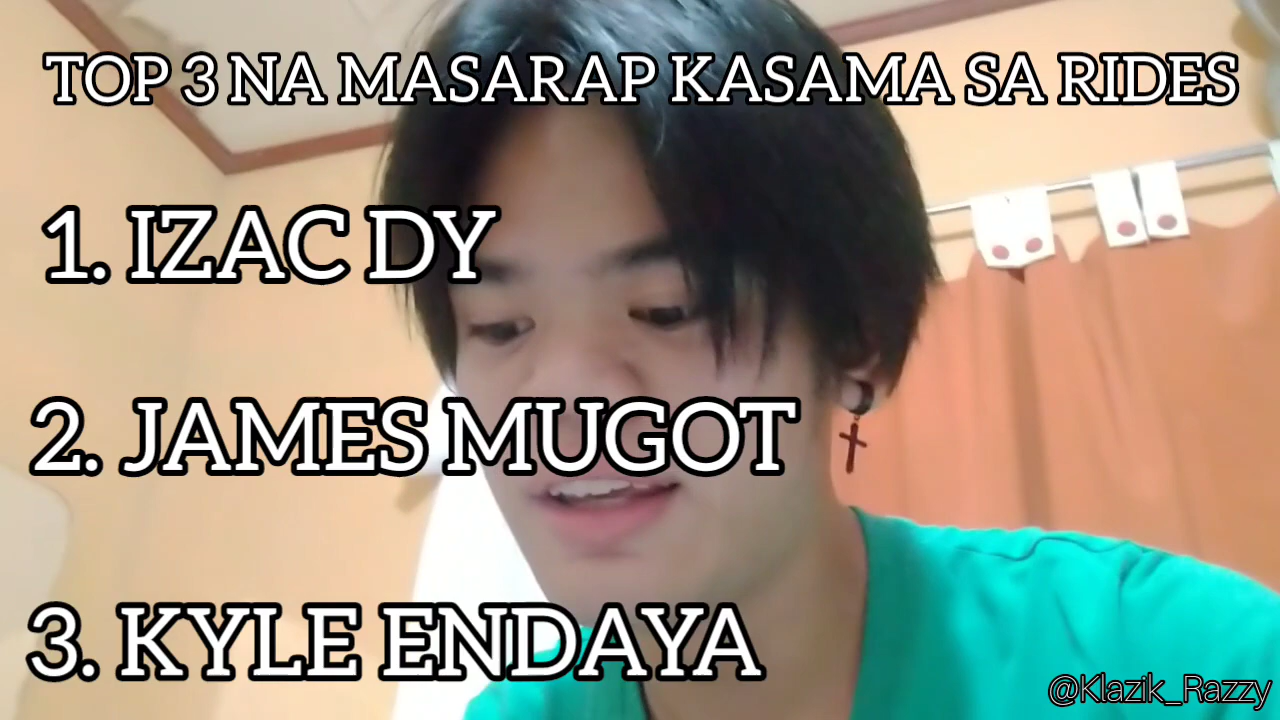 TOP 3 NA MASARAP KASAMA SA RIDES
1. IZAC DY
2. JAMES MUGOT
3. KYLE ENDAYA
@Klazik_Razzy